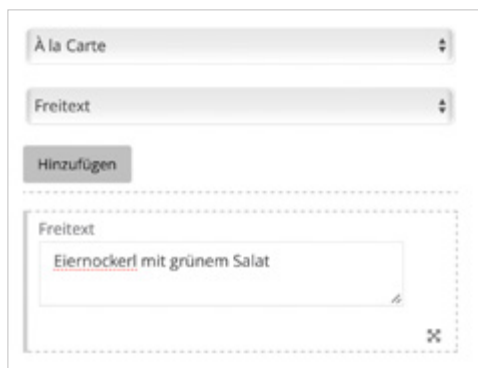 À la Carte
Freitext
Hinzufügen
Freitext
Eiernockerl mit grünem Salat